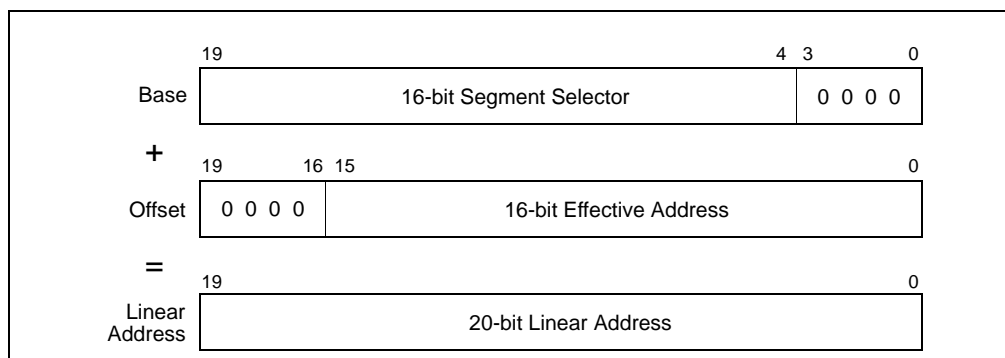 19 4 3 0
Base 16-bit Segment Selector 0 0 0 0
+
19 16 15 0
Offset 0 0 0 0 16-bit Effective Address
=
19 0
Linear
Address 20-bit Linear Address